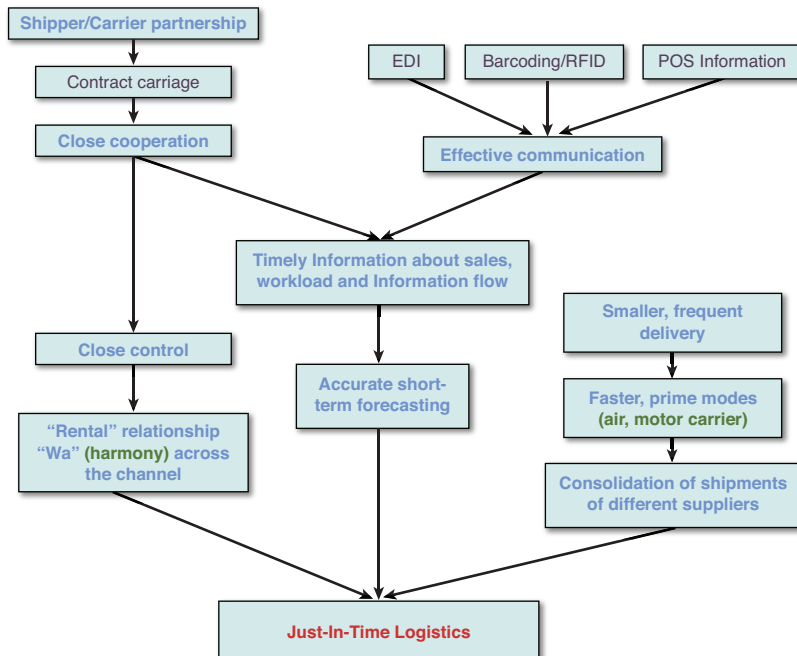 Shipper/Carrier partnership
Contract carriage
Close cooperation
EDI
Barcoding/RFID
POS Information
Effective communication
Timely Information about sales,
workload and Information flow
Smaller, frequent
delivery
Close control
Accurate short-
term forecasting
Faster, prime modes
(air, motor carrier)
“Rental” relationship
“Wa” (harmony) across
the channel
Consolidation of shipments
of different suppliers
Just-In-Time Logistics